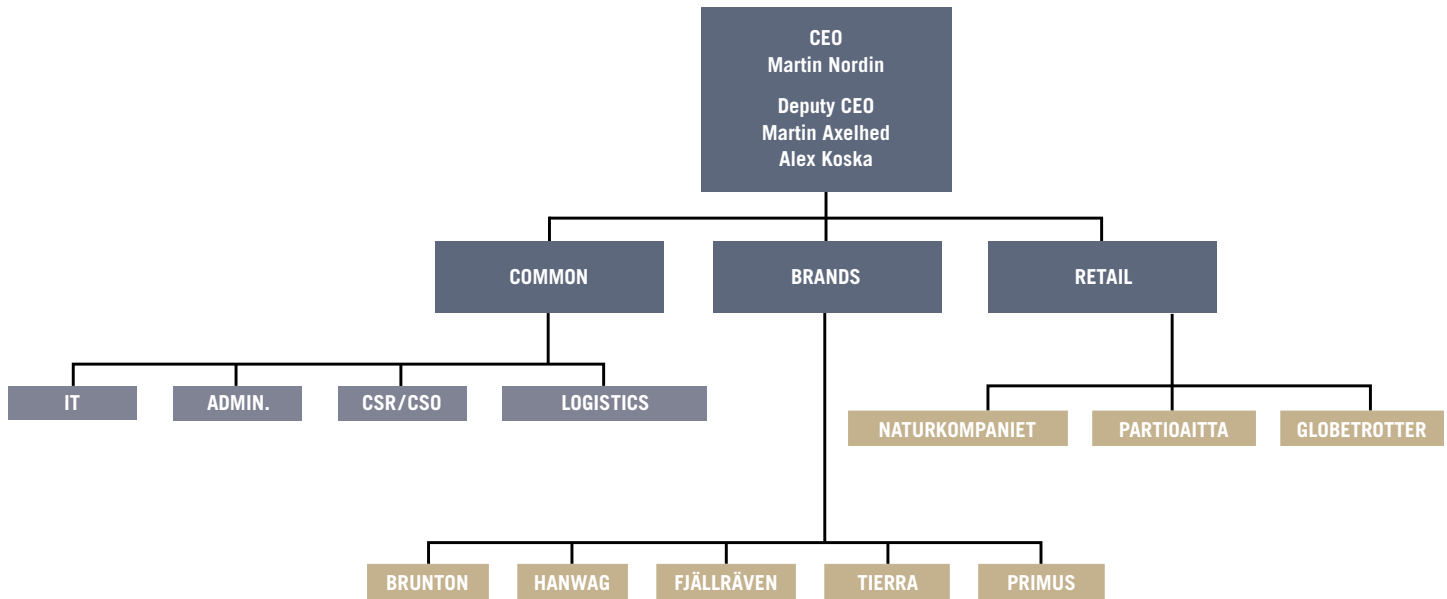 CEO
Martin Nordin
Deputy CEO
Martin Axelhed
Alex Koska
COMMON
BRANDS
RETAIL
IT
ADMIN.
CSR/CSO
LOGISTICS
NATURKOMPANIET
PARTIOAITTA
GLOBETROTTER
BRUNTON
HANWAG
FJÄLLRÄVEN
TIERRA
PRIMUS